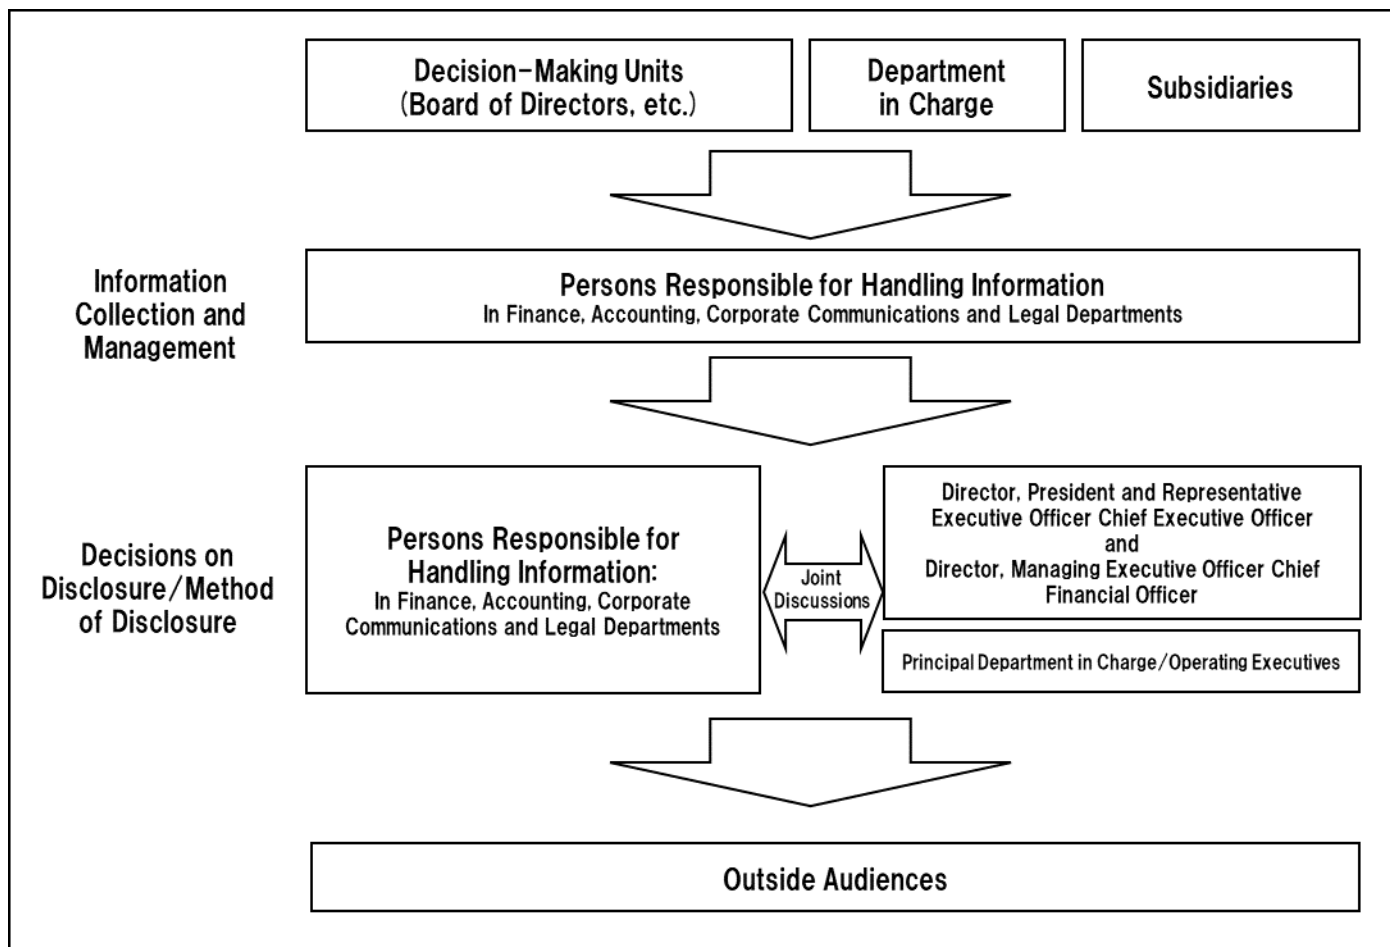 Decision-Making Units
(Board of Directors, etc.)
Department
in Charge
Subsidiaries
Information
Collection and
Management
Persons Responsible for Handling Information
In Finance, Accounting, Corporate Communications and Legal Departments
Decisions on
Disclosure/Method
of Disclosure
Persons Responsible for
Handling Information:
In Finance, Accounting, Corporate
Communications and Legal Departments
Joint
Discussions
Director, President and Representative
Executive Officer Chief Executive Officer
and
Director, Managing Executive Officer Chief
Financial Officer
Principal Department in Charge/Operating Executives
Outside Audiences